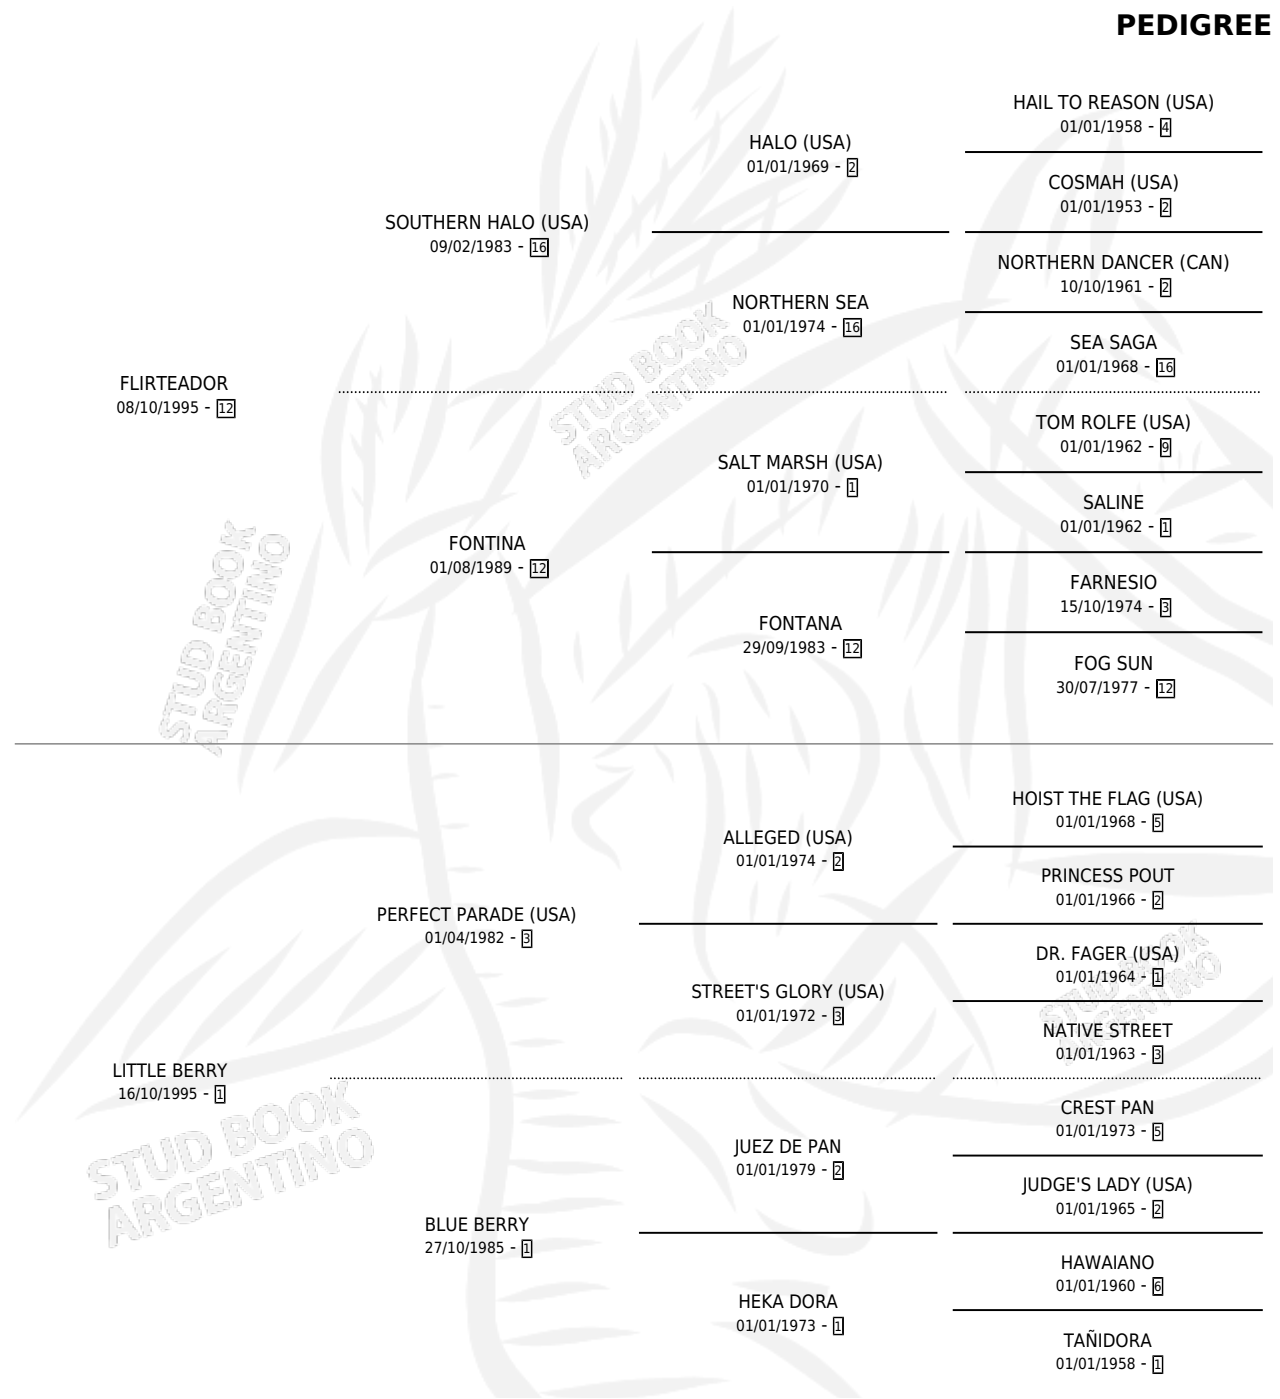 PEDIGREE
HAIL TO REASON (USA)
01/01/1958 - 4
HALO (USA)
01/01/1969 - 2
COSMAH (USA)
01/01/1953 - 2
SOUTHERN HALO (USA)
09/02/1983 - 16
NORTHERN DANCER (CAN)
10/10/1961 - 2
NORTHERN SEA
01/01/1974 - 16
SEA SAGA
01/01/1968 - 16
FLIRTEADOR
08/10/1995 - 12
TOM ROLFE (USA)
01/01/1962 - 9
SALT MARSH (USA)
01/01/1970 - 1
SALINE
01/01/1962 - 1
FONTINA
01/08/1989 - 12
FARNESIO
15/10/1974 - 3
FONTANA
29/09/1983 - 12
FOG SUN
30/07/1977 - 12
HOIST THE FLAG (USA)
01/01/1968 - 5
ALLEGED (USA)
01/01/1974 - 2
PRINCESS POUT
01/01/1966 - 2
PERFECT PARADE (USA)
01/04/1982 - 3
DR. FAGER (USA)
01/01/1964 - 1
STREET'S GLORY (USA)
01/01/1972 - 3
NATIVE STREET
01/01/1963 - 3
LITTLE BERRY
16/10/1995 - 1
CREST PAN
01/01/1973 - 5
JUEZ DE PAN
01/01/1979 - 2
JUDGE'S LADY (USA)
01/01/1965 - 2
BLUE BERRY
27/10/1985 - 1
HAWAIANO
01/01/1960 - 6
HEKA DORA
01/01/1973 - 1
TAÑIDORA
01/01/1958 - 1
STUD BOOK
ARGENTINO
STUD BOOK
ARGENTINO
STUD BOOK
ARGENTINO
STUD BOOK
ARGENTINO